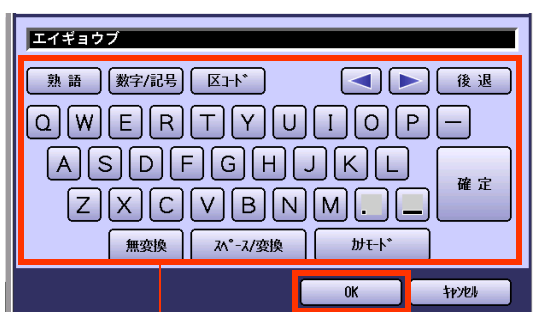 エイギョウブ
熟語 数字/記号 区ｺｰﾄﾞ 後退
Q W E R T Y U I O P ー
A S D F G H J K L 確定
Z X C V B N M . _
無変換 ｽﾍﾟｰｽ/変換 ｶﾅﾓｰﾄﾞ
OK ｷｬﾝｾﾙ